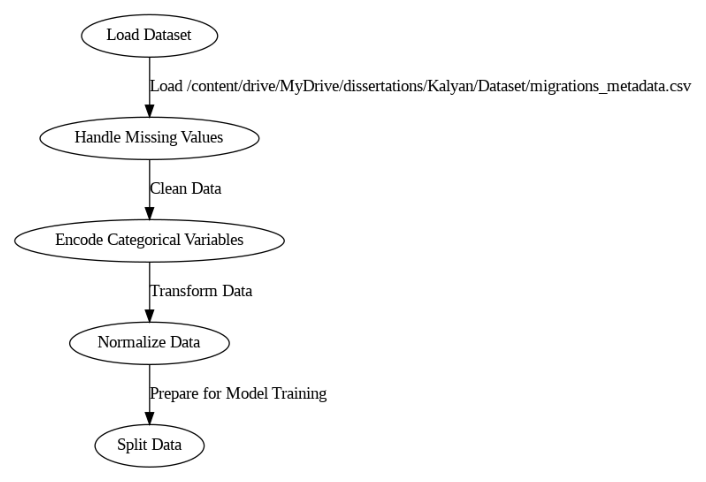 Load Dataset
Load /content/drive/MyDrive/dissertations/Kalyan/Dataset/migrations_metadata.csv
Handle Missing Values
Clean Data
Encode Categorical Variables
Transform Data
Normalize Data
Prepare for Model Training
Split Data